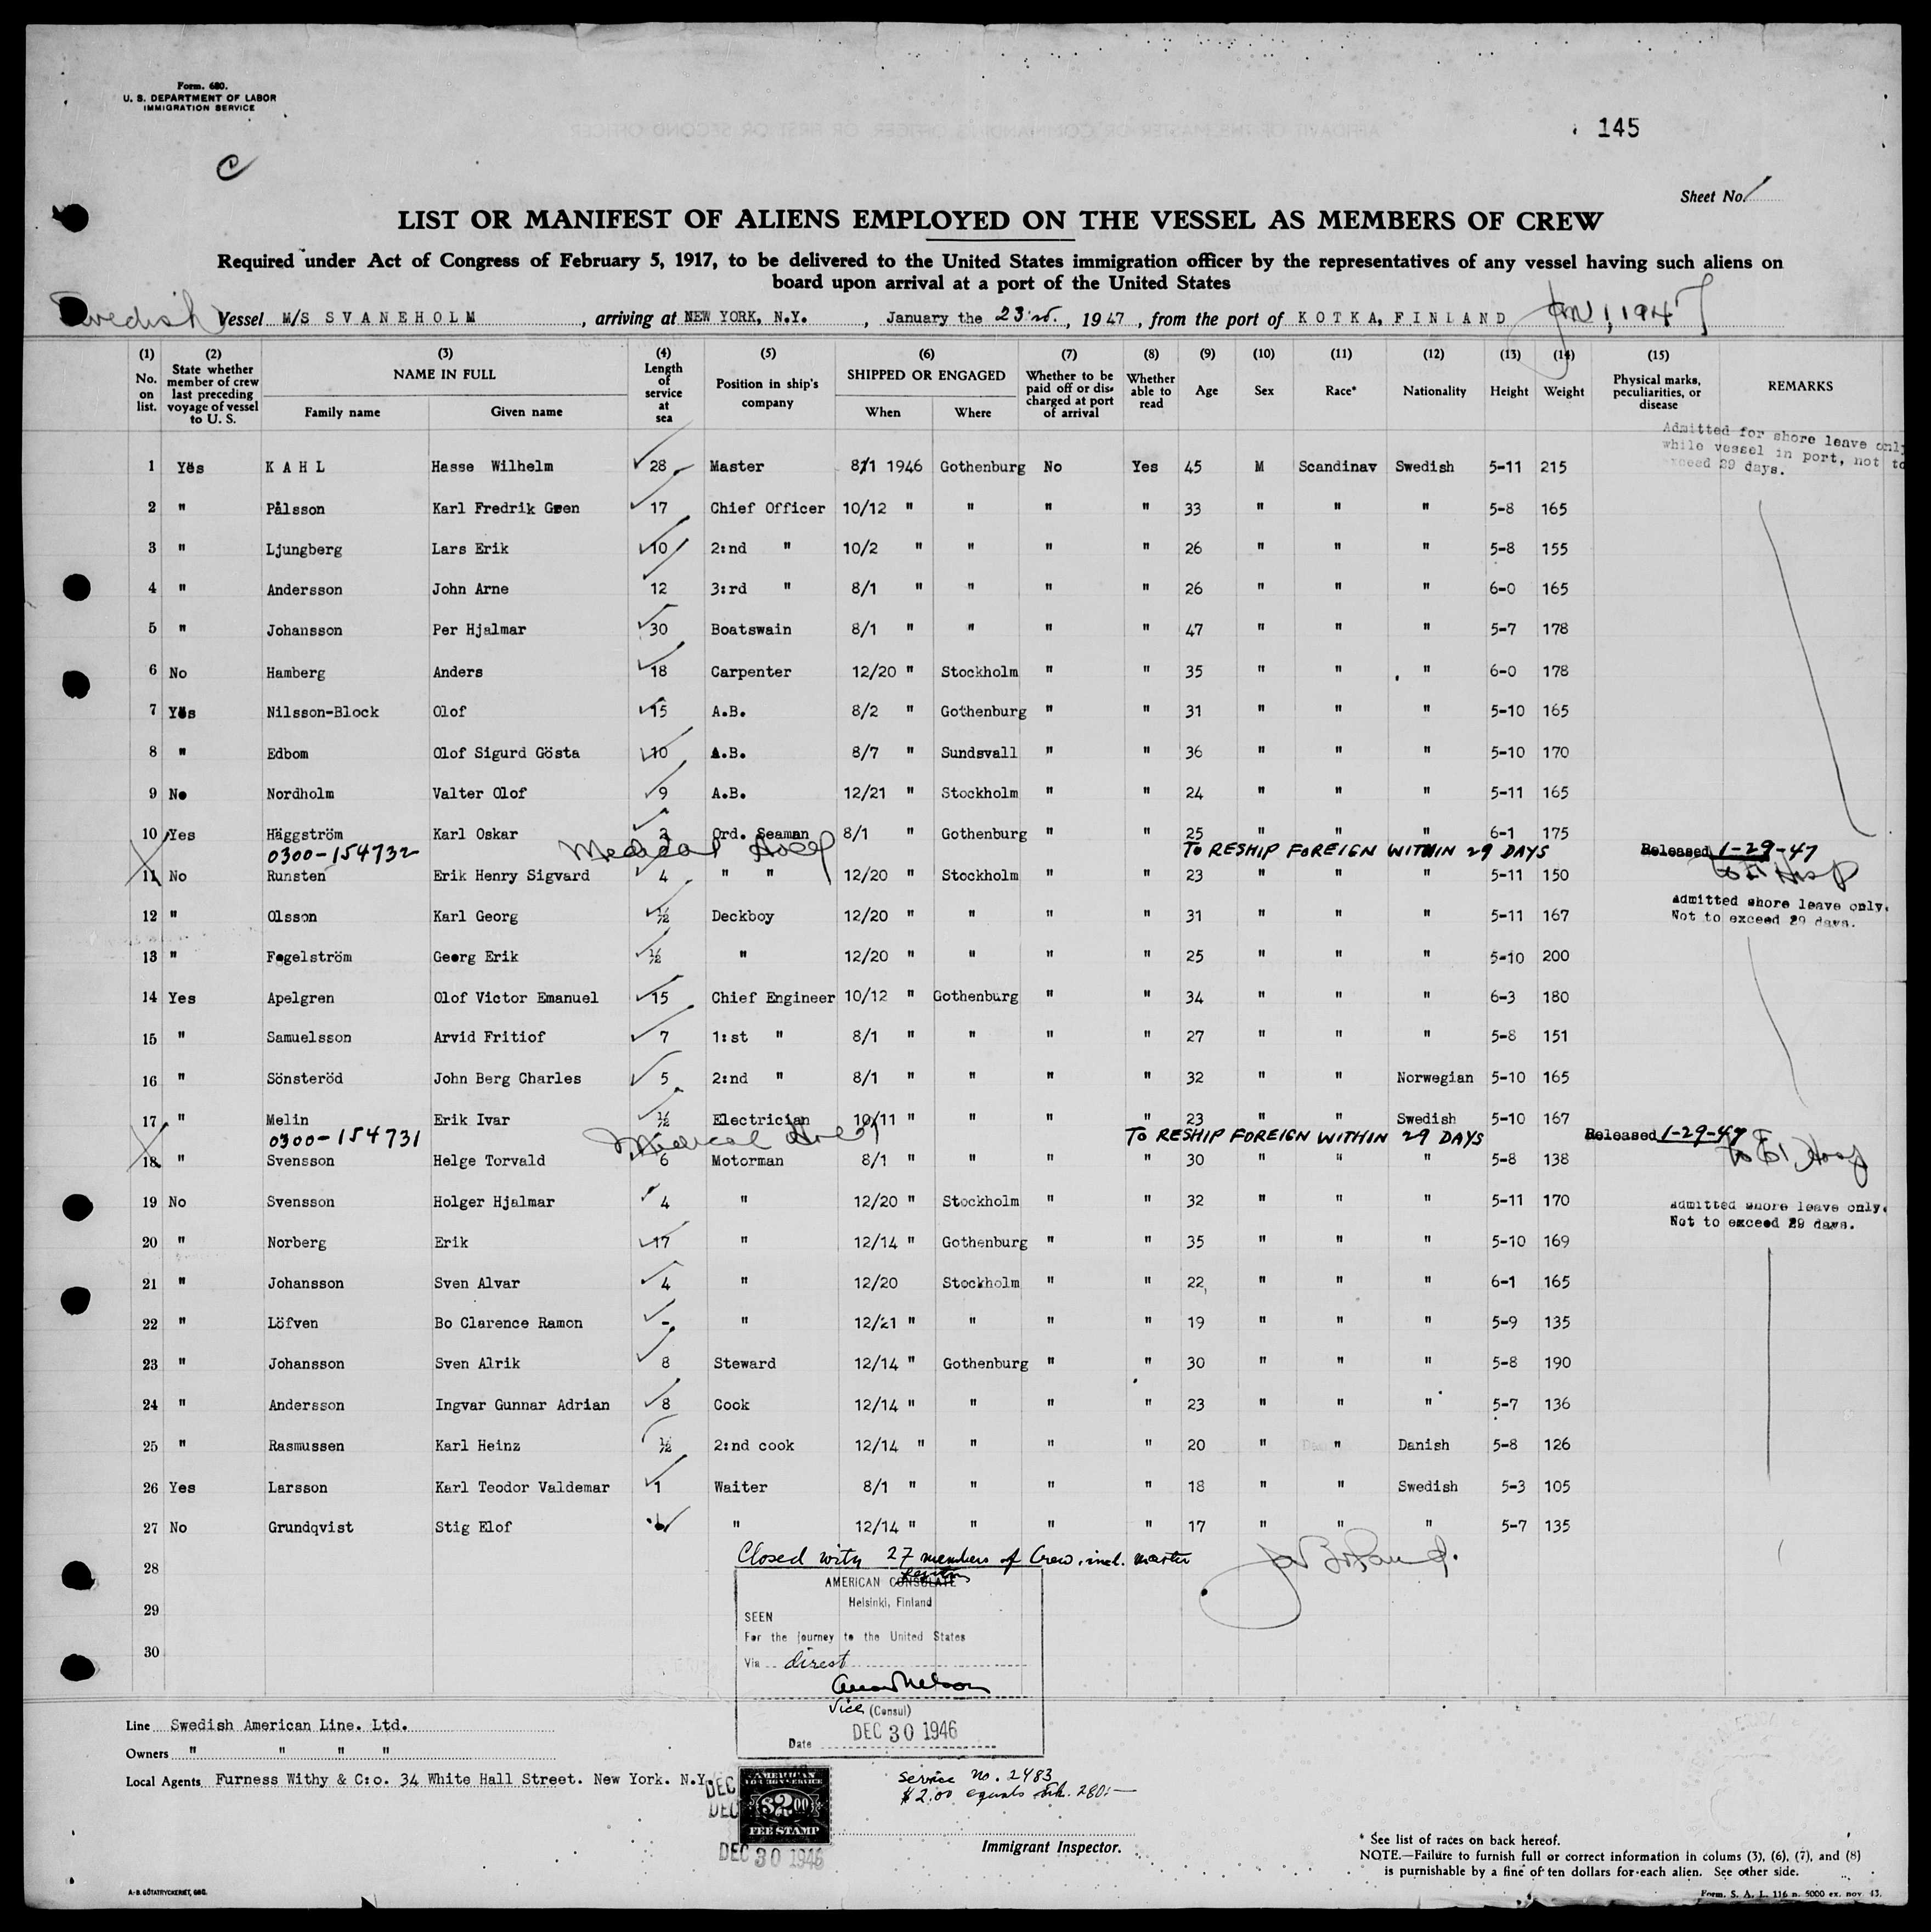 Form. 680.
U. S. DEPARTMENT OF LABOR
IMMIGRATION SERVICE
C
145
Sheet No. 1
LIST OR MANIFEST OF ALIENS EMPLOYED ON THE VESSEL AS MEMBERS OF CREW
Required under Act of Congress of February 5, 1917, to be delivered to the United States immigration officer by the representatives of any vessel having such aliens on
board upon arrival at a port of the United States
Swedish Vessel M/S SVANEHOLM, arriving at NEW YORK, N.Y., January the 23rd., 1947, from the port of KOTKA, FINLAND Jan 1, 1947
(1) No. on list. (2) State whether member of crew last preceding voyage of vessel to U. S. (3) NAME IN FULL Family name Given name (4) Length of service at sea (5) Position in ship's company (6) SHIPPED OR ENGAGED When Where (7) Whether to be paid off or discharged at port of arrival (8) Whether able to read (9) Age (10) Sex (11) Race* (12) Nationality (13) Height (14) Weight (15) Physical marks, peculiarities, or disease REMARKS
Admitted for shore leave only
while vessel in port, not to
exceed 29 days.
1 Yes KAHL Hasse Wilhelm 28 Master 8/1 1946 Gothenburg No Yes 45 M Scandinav Swedish 5-11 215
2 " Pålsson Karl Fredrik Gøen 17 Chief Officer 10/12 " " " " 33 " " " 5-8 165
3 " Ljungberg Lars Erik 10 2:nd " 10/2 " " " " 26 " " " 5-8 155
4 " Andersson John Arne 12 3:rd " 8/1 " " " " 26 " " " 6-0 165
5 " Johansson Per Hjalmar 30 Boatswain 8/1 " " " " 47 " " " 5-7 178
6 No Hamberg Anders 18 Carpenter 12/20 " Stockholm " " 35 " " " 6-0 178
7 Yes Nilsson-Block Olof 15 A.B. 8/2 " Gothenburg " " 31 " " " 5-10 165
8 " Edbom Olof Sigurd Gösta 10 A.B. 8/7 " Sundsvall " " 36 " " " 5-10 170
9 No Nordholm Valter Olof 9 A.B. 12/21 " Stockholm " " 24 " " " 5-11 165
10 Yes Häggström Karl Oskar 2 Ord. Seaman 8/1 " Gothenburg " " 25 " " " 6-1 175
0300-154732 Medical Hosp TO RESHIP FOREIGN WITHIN 29 DAYS Released 1-29-47
to EI Hosp
11 No Runsten Erik Henry Sigvard 4 " " 12/20 " Stockholm " " 23 " " " 5-11 150
Admitted shore leave only.
Not to exceed 29 days.
12 " Olsson Karl Georg ½ Deckboy 12/20 " " " " 31 " " " 5-11 167
13 " Fagelström Georg Erik ½ " 12/20 " " " " 25 " " " 5-10 200
14 Yes Apelgren Olof Victor Emanuel 15 Chief Engineer 10/12 " Gothenburg " " 34 " " " 6-3 180
15 " Samuelsson Arvid Fritiof 7 1:st " 8/1 " " " " 27 " " " 5-8 151
16 " Sönsteröd John Berg Charles 5 2:nd " 8/1 " " " " 32 " " Norwegian 5-10 165
17 " Melin Erik Ivar ½ Electrician 10/11 " " " " 23 " " Swedish 5-10 167
0300-154731 Medical Hosp TO RESHIP FOREIGN WITHIN 29 DAYS Released 1-29-47
to EI Hosp
18 " Svensson Helge Torvald 6 Motorman 8/1 " " " " 30 " " " 5-8 138
19 No Svensson Holger Hjalmar 4 " 12/20 " Stockholm " " 32 " " " 5-11 170
Admitted shore leave only.
Not to exceed 29 days.
20 " Norberg Erik 17 " 12/14 " Gothenburg " " 35 " " " 5-10 169
21 " Johansson Sven Alvar 4 " 12/20 Stockholm " " 22 " " " 6-1 165
22 " Löfven Bo Clarence Ramon - " 12/21 " " " " 19 " " " 5-9 135
23 " Johansson Sven Alrik 8 Steward 12/14 " Gothenburg " " 30 " " " 5-8 190
24 " Andersson Ingvar Gunnar Adrian 8 Cook 12/14 " " " " 23 " " " 5-7 136
25 " Rasmussen Karl Heinz ½ 2:nd cook 12/14 " " " " 20 " " Danish 5-8 126
26 Yes Larsson Karl Teodor Valdemar 1 Waiter 8/1 " " " " 18 " " Swedish 5-3 105
27 No Grundqvist Stig Elof " 12/14 " " " " 17 " " " 5-7 135
Closed with 27 members of Crew, incl. master
28
29
30
AMERICAN CONSULATE
Helsinki, Finland
SEEN
For the journey to the United States
Via direct
Vice (Consul)
Date DEC 30 1946
Line Swedish American Line. Ltd.
Owners " " " "
Local Agents Furness Withy & C:o. 34 White Hall Street. New York. N.Y.
DEC
DEC
AMERICAN
FOREIGN SERVICE
$2.00
FEE STAMP
DEC 30 1946
Service no. 2483
$2.00 equals 280:—
Immigrant Inspector.
* See list of races on back hereof.
NOTE.—Failure to furnish full or correct information in colums (3), (6), (7), and (8)
is purnishable by a fine of ten dollars for each alien. See other side.
A.-B. GÖTATRYCKERIET, GBG.
Form. S. A. L. 116 n. 5000 ex. nov. 43.